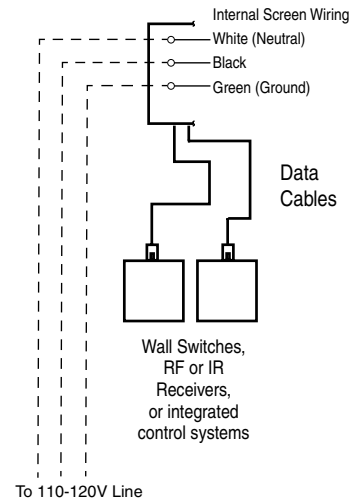 Internal Screen Wiring
White (Neutral)
Black
Green (Ground)
Data
Cables
Wall Switches,
RF or IR
Receivers,
or integrated
control systems
To 110-120V Line